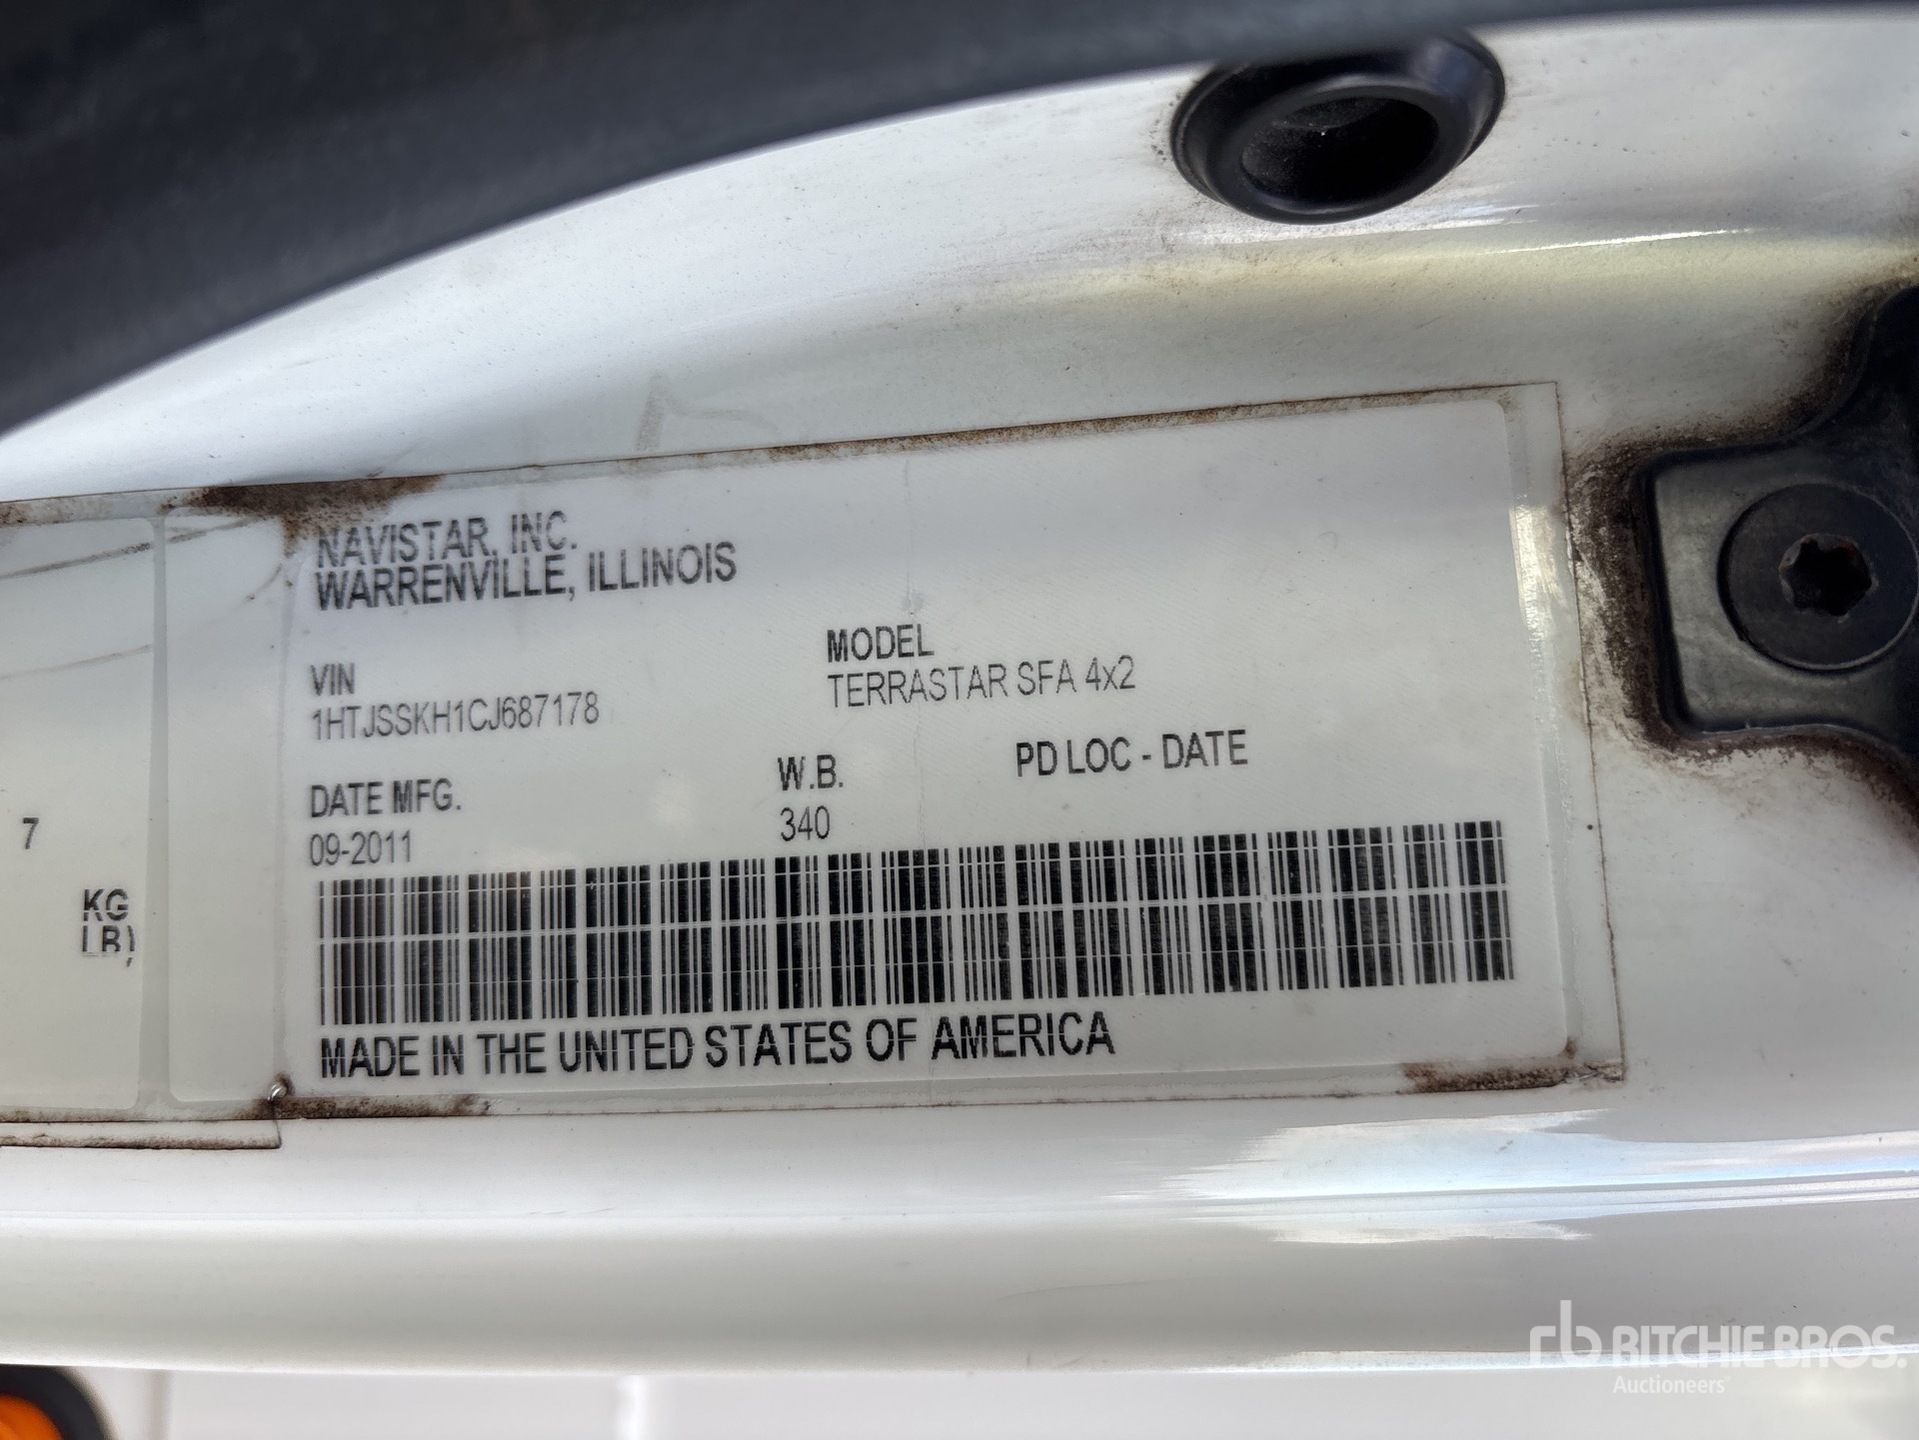 NAVISTAR, INC.
WARRENVILLE, ILLINOIS
VIN
1HTJSSKH1CJ687178
MODEL
TERRASTAR SFA 4x2
DATE MFG.
09-2011
W.B.
340
PD LOC - DATE
MADE IN THE UNITED STATES OF AMERICA
7
KG
LB)
rb RITCHIE BROS.
Auctioneers